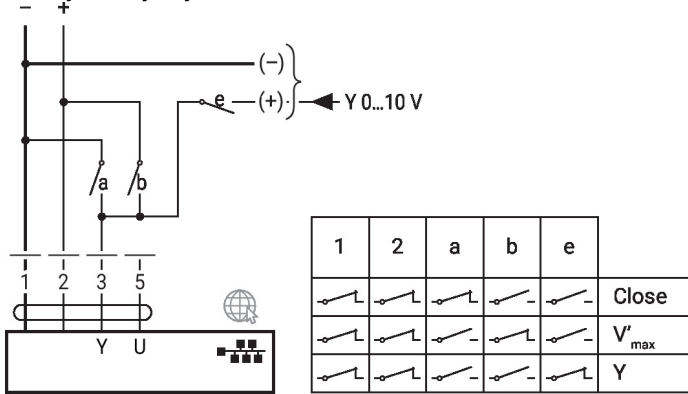 − +
(−)
e (+) Y 0...10 V
a b
1 2 3 5
Y U
1 2 a b e
Close
V'max
Y